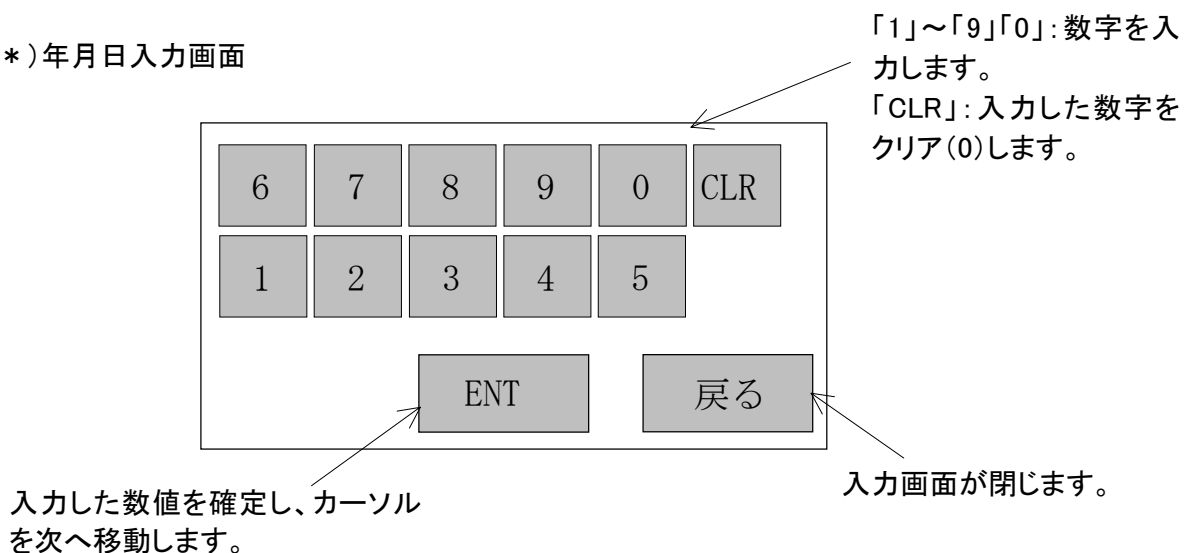 *)年月日入力画面
「1」~「9」「0」:数字を入
力します。
「CLR」:入力した数字を
クリア(0)します。
6 7 8 9 0 CLR
1 2 3 4 5
ENT 戻る
入力した数値を確定し、カーソル
を次へ移動します。
入力画面が閉じます。